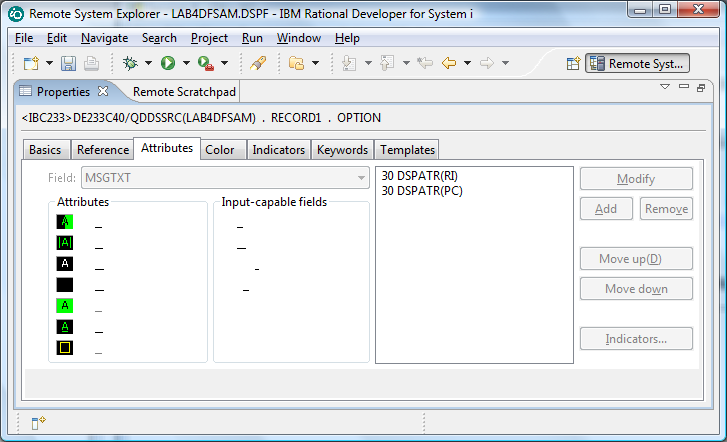 Remote System Explorer - LAB4DFSAM.DSPF - IBM Rational Developer for System i
File Edit Navigate Search Project Run Window Help
Remote Syst...
Properties Remote Scratchpad
<IBC233>DE233C40/QDDSSRC(LAB4DFSAM) . RECORD1 . OPTION
Basics Reference Attributes Color Indicators Keywords Templates
Field: MSGTXT
Attributes
A
A
A
A
A
Input-capable fields
30 DSPATR(RI)
30 DSPATR(PC)
Modify
Add Remove
Move up(D)
Move down
Indicators...